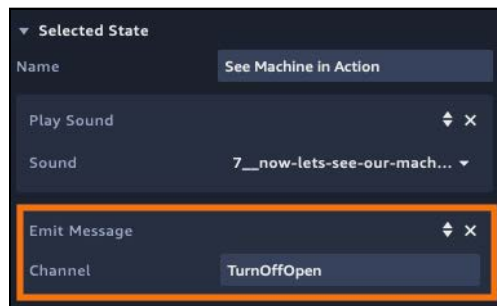 Selected State
Name See Machine in Action
Play Sound
Sound 7__now-lets-see-our-mach...
Emit Message
Channel TurnOffOpen